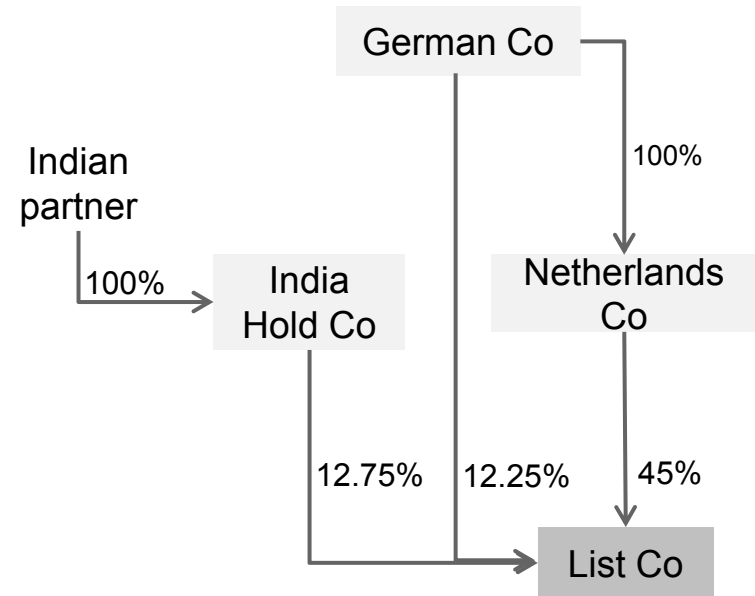 German Co
100%
Indian
partner
100%
India
Hold Co
Netherlands
Co
12.75%
12.25%
45%
List Co